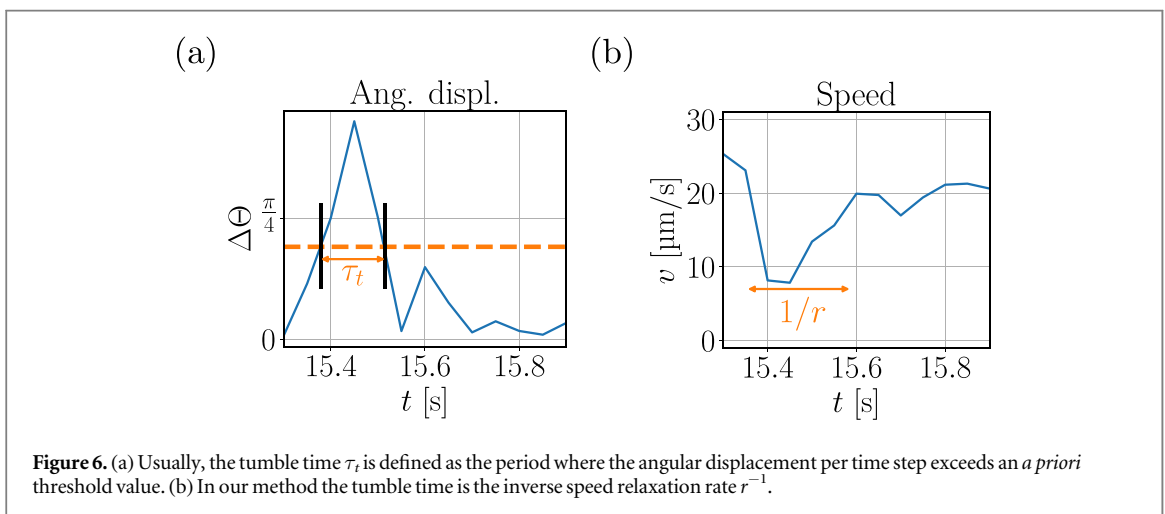 (a)
Ang. displ.
ΔΘ
π/4
0
τt
15.4 15.6 15.8
t [s]
(b)
Speed
v [µm/s]
30
20
10
0
1/r
15.4 15.6 15.8
t [s]
Figure 6. (a) Usually, the tumble time τt is defined as the period where the angular displacement per time step exceeds an a priori
threshold value. (b) In our method the tumble time is the inverse speed relaxation rate r⁻¹.